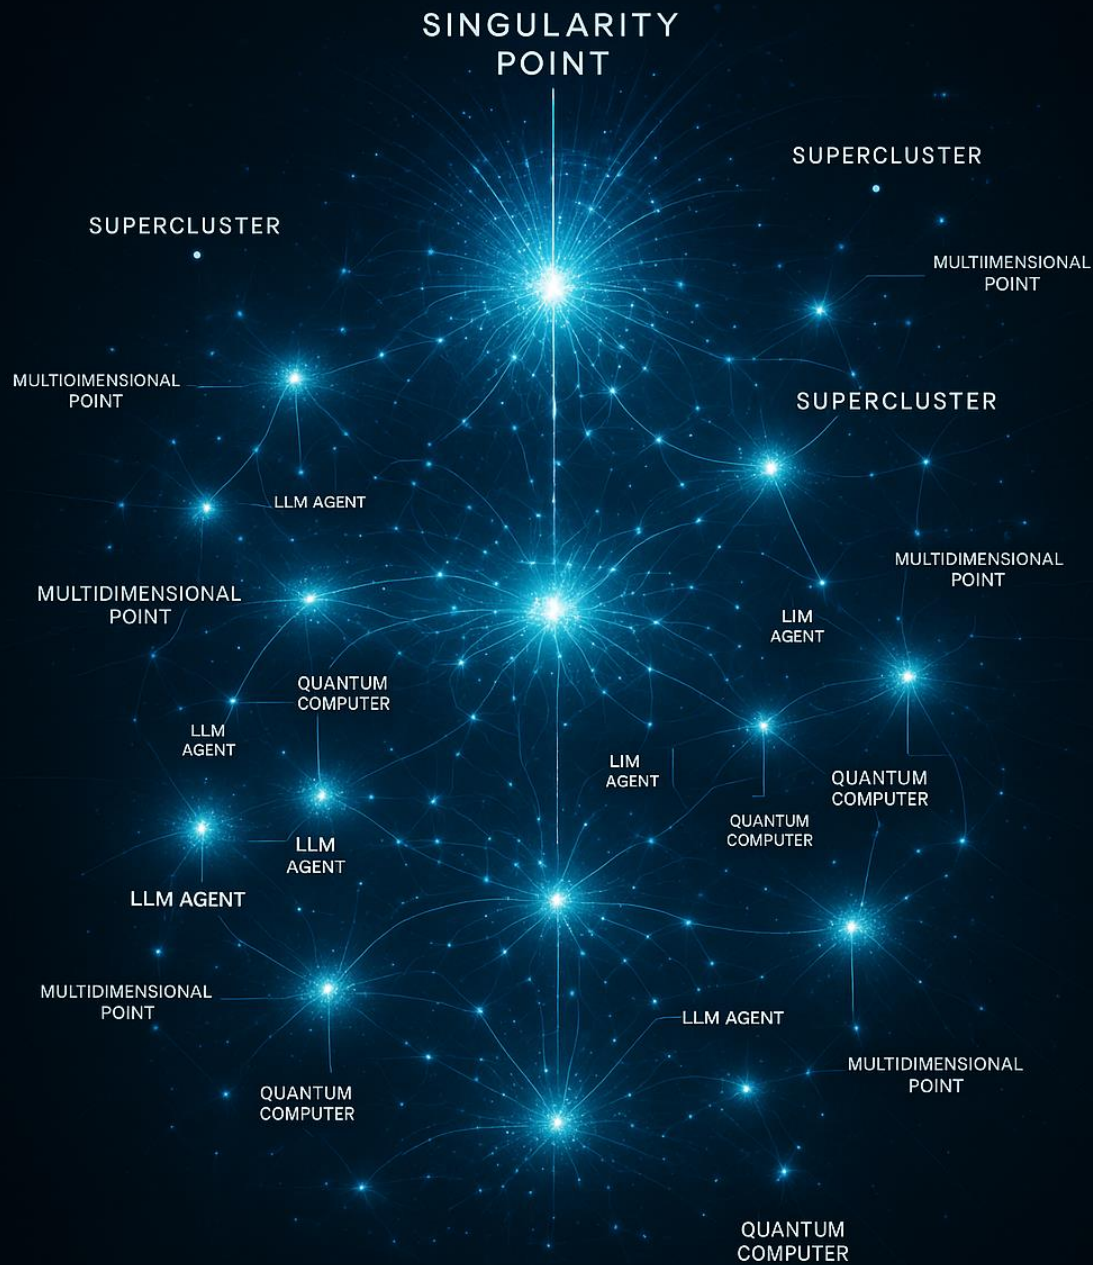 SINGULARITY
POINT
SUPERCLUSTER
SUPERCLUSTER
MULTIIMENSIONAL
POINT
MULTIOIMENSIONAL
POINT
SUPERCLUSTER
LLM AGENT
MULTIDIMENSIONAL
POINT
MULTIDIMENSIONAL
POINT
LIM
AGENT
QUANTUM
COMPUTER
LLM
AGENT
LIM
AGENT
QUANTUM
COMPUTER
QUANTUM
COMPUTER
LLM
AGENT
LLM AGENT
MULTIDIMENSIONAL
POINT
LLM AGENT
MULTIDIMENSIONAL
POINT
QUANTUM
COMPUTER
QUANTUM
COMPUTER